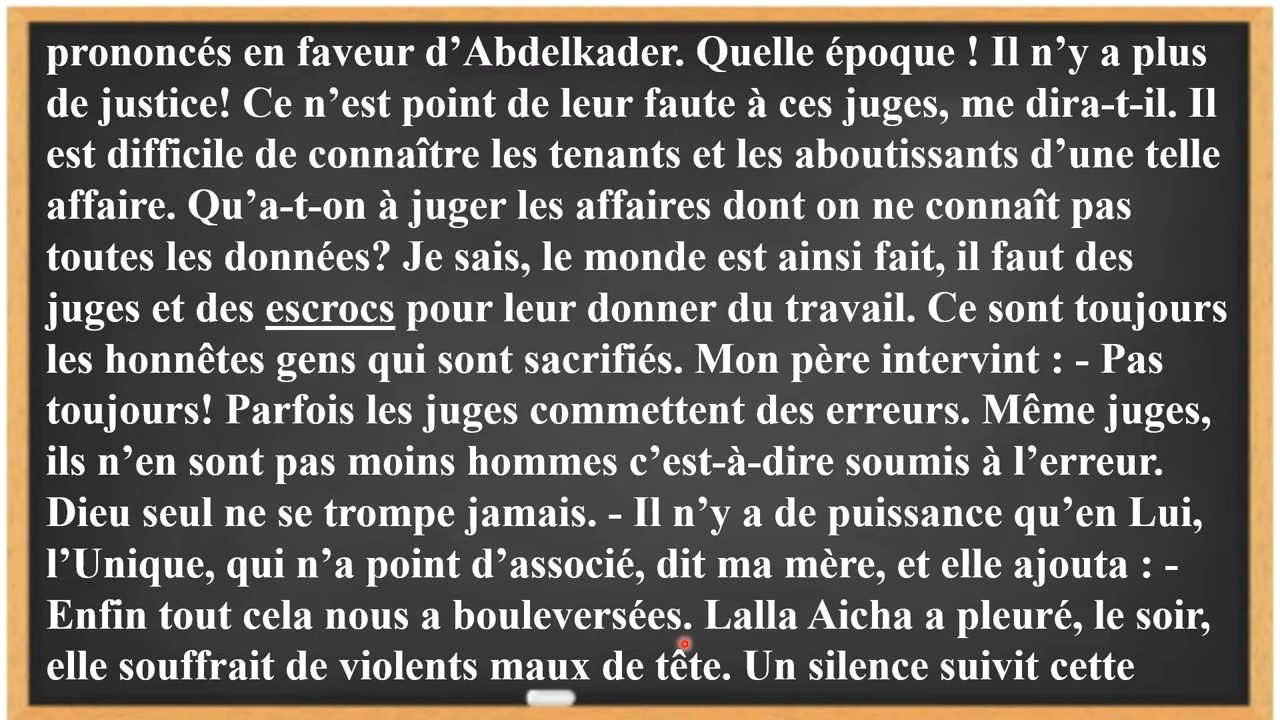 prononcés en faveur d’Abdelkader. Quelle époque ! Il n’y a plus
de justice! Ce n’est point de leur faute à ces juges, me dira-t-il. Il
est difficile de connaître les tenants et les aboutissants d’une telle
affaire. Qu’a-t-on à juger les affaires dont on ne connaît pas
toutes les données? Je sais, le monde est ainsi fait, il faut des
juges et des escrocs pour leur donner du travail. Ce sont toujours
les honnêtes gens qui sont sacrifiés. Mon père intervint : - Pas
toujours! Parfois les juges commettent des erreurs. Même juges,
ils n’en sont pas moins hommes c’est-à-dire soumis à l’erreur.
Dieu seul ne se trompe jamais. - Il n’y a de puissance qu’en Lui,
l’Unique, qui n’a point d’associé, dit ma mère, et elle ajouta : -
Enfin tout cela nous a bouleversées. Lalla Aicha a pleuré, le soir,
elle souffrait de violents maux de tête. Un silence suivit cette